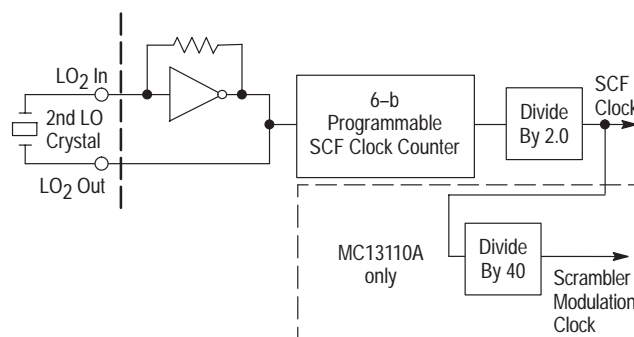 LO2 In
2nd LO
Crystal
LO2 Out
6–b
Programmable
SCF Clock Counter
Divide
By 2.0
SCF
Clock
MC13110A
only
Divide
By 40
Scrambler
Modulation
Clock